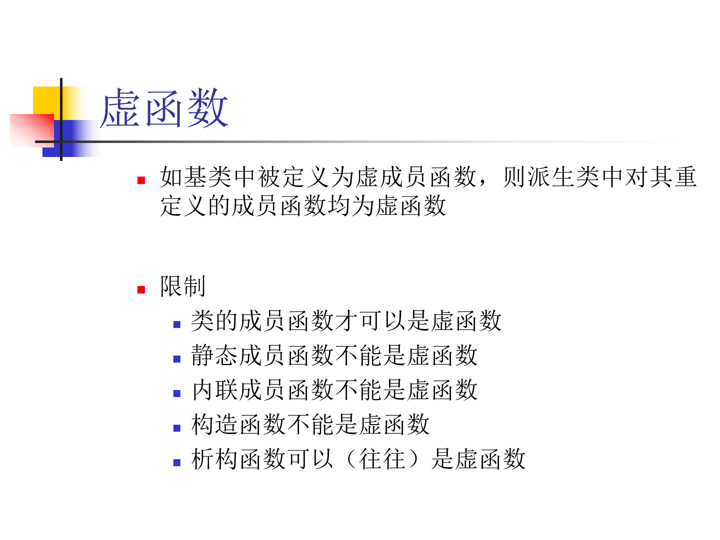 虚函数
如基类中被定义为虚成员函数，则派生类中对其重
定义的成员函数均为虚函数
限制
类的成员函数才可以是虚函数
静态成员函数不能是虚函数
内联成员函数不能是虚函数
构造函数不能是虚函数
析构函数可以（往往）是虚函数